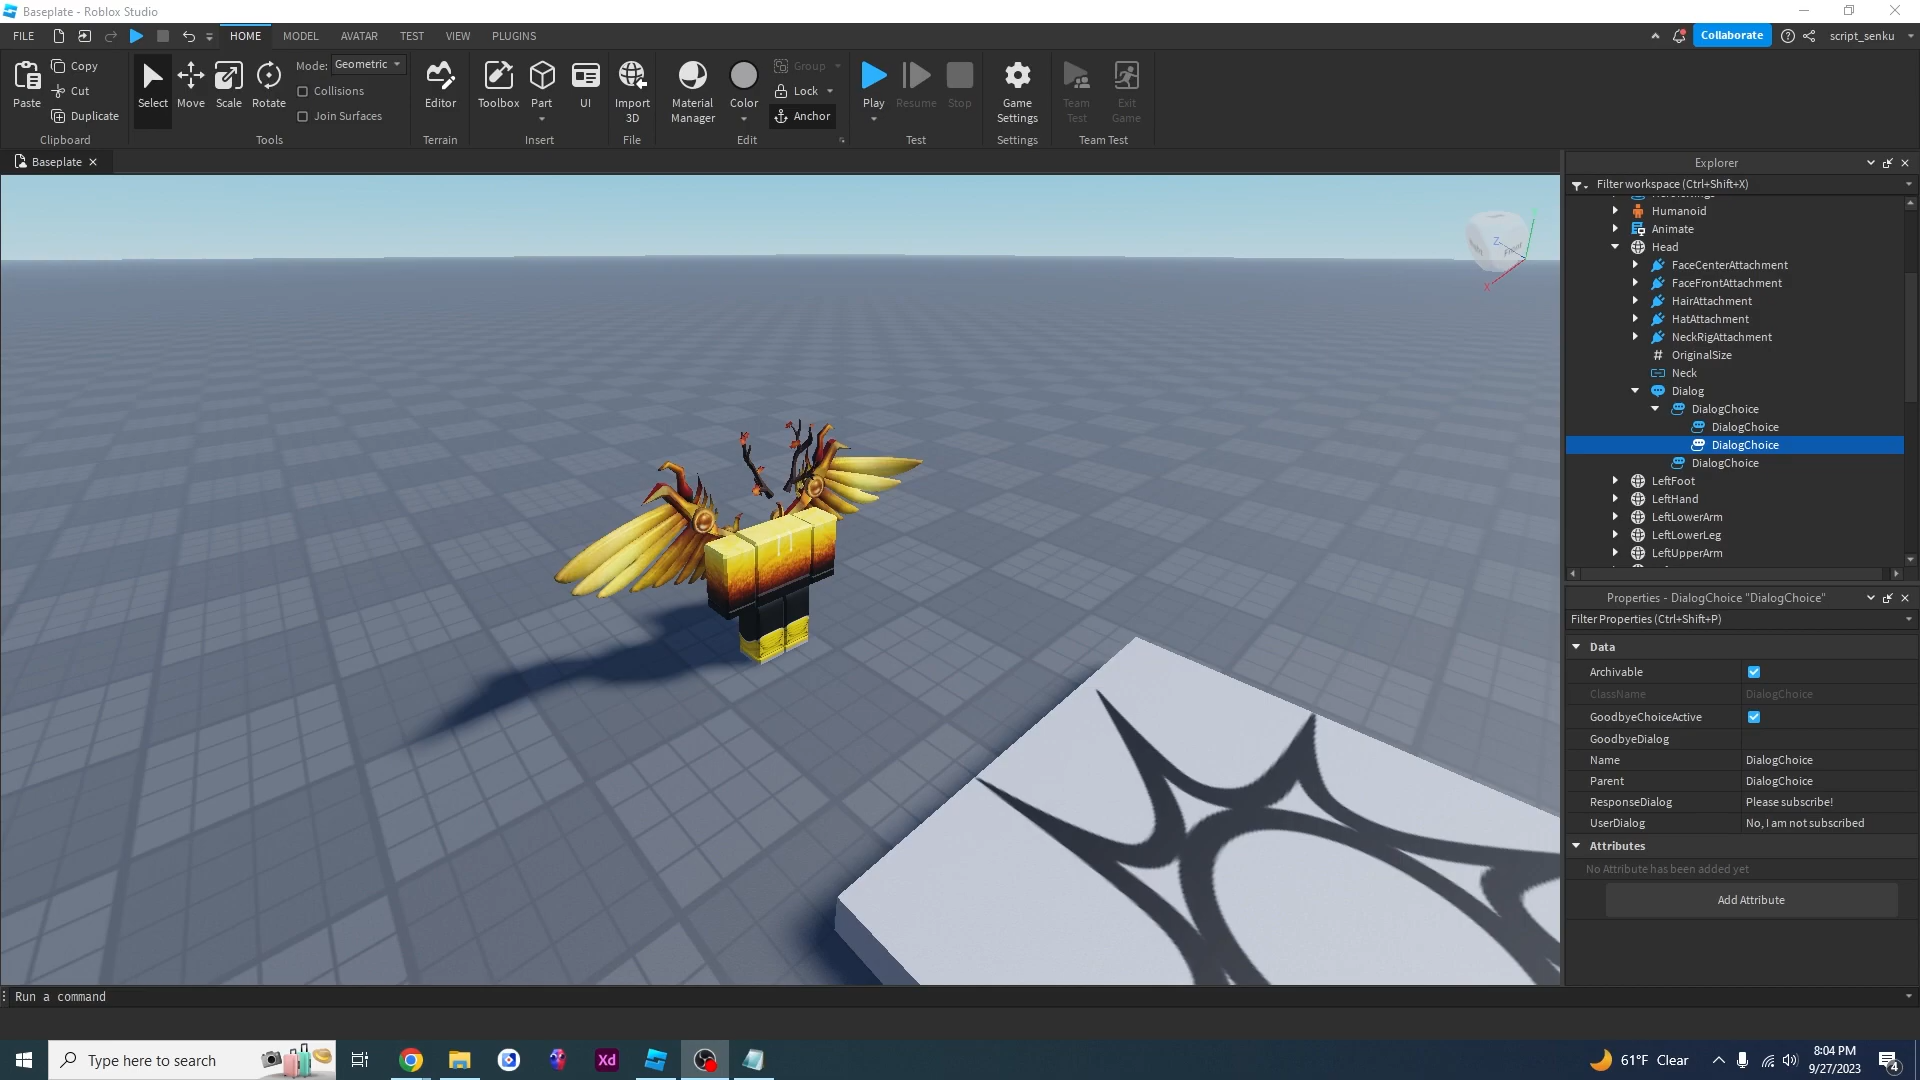 Baseplate - Roblox Studio
FILE
HOME
MODEL
AVATAR
TEST
VIEW
PLUGINS
Collaborate
script_senku
Paste
Copy
Cut
Duplicate
Clipboard
Select
Move
Scale
Rotate
Mode:
Geometric
Collisions
Join Surfaces
Tools
Editor
Terrain
Toolbox
Part
UI
Insert
Import
3D
File
Material
Manager
Color
Group
Lock
Anchor
Edit
Play
Resume
Stop
Test
Game
Settings
Settings
Team
Test
Exit
Game
Team Test
Baseplate
Explorer
Filter workspace (Ctrl+Shift+X)
Humanoid
Animate
Head
FaceCenterAttachment
FaceFrontAttachment
HairAttachment
HatAttachment
NeckRigAttachment
OriginalSize
Neck
Dialog
DialogChoice
DialogChoice
DialogChoice
DialogChoice
LeftFoot
LeftHand
LeftLowerArm
LeftLowerLeg
LeftUpperArm
Properties - DialogChoice "DialogChoice"
Filter Properties (Ctrl+Shift+P)
Data
Archivable
ClassName DialogChoice
GoodbyeChoiceActive
GoodbyeDialog
Name DialogChoice
Parent DialogChoice
ResponseDialog Please subscribe!
UserDialog No, I am not subscribed
Attributes
No Attribute has been added yet
Add Attribute
Z
X
Run a command
Type here to search
Xd
61°F Clear
8:04 PM
9/27/2023
4